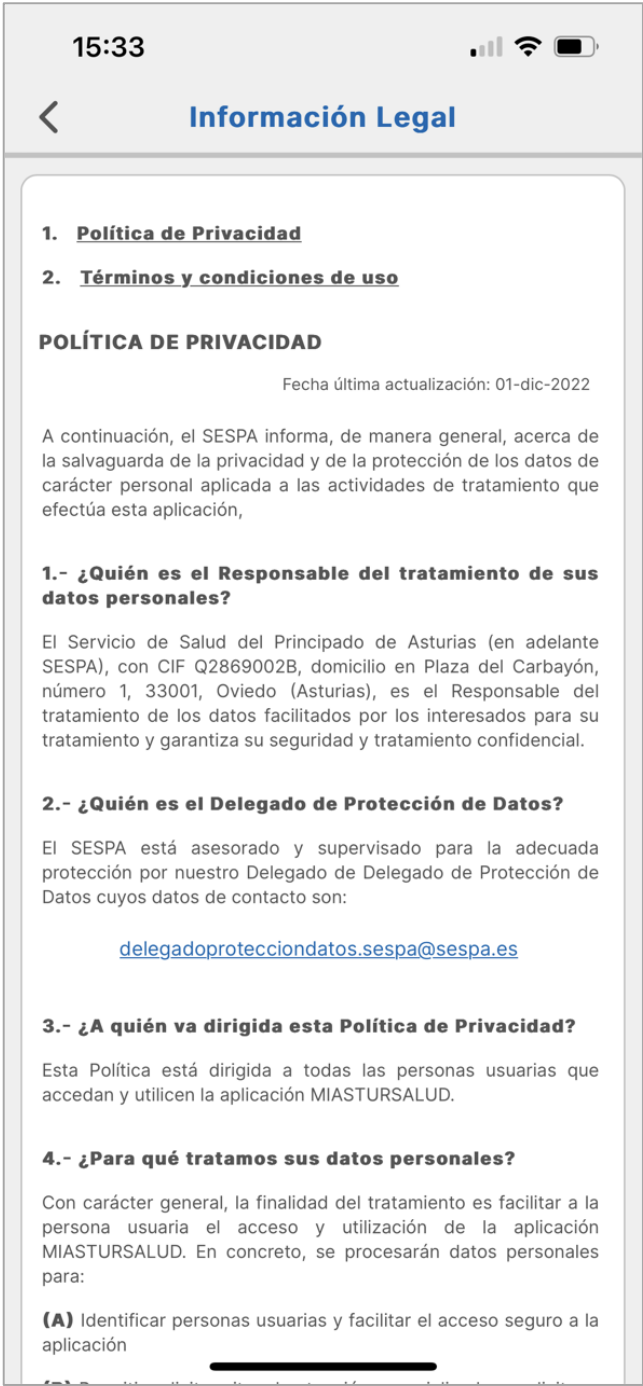 15:33
Información Legal
1. Política de Privacidad
2. Términos y condiciones de uso
POLÍTICA DE PRIVACIDAD
Fecha última actualización: 01-dic-2022
A continuación, el SESPA informa, de manera general, acerca de
la salvaguarda de la privacidad y de la protección de los datos de
carácter personal aplicada a las actividades de tratamiento que
efectúa esta aplicación,
1.- ¿Quién es el Responsable del tratamiento de sus
datos personales?
El Servicio de Salud del Principado de Asturias (en adelante
SESPA), con CIF Q2869002B, domicilio en Plaza del Carbayón,
número 1, 33001, Oviedo (Asturias), es el Responsable del
tratamiento de los datos facilitados por los interesados para su
tratamiento y garantiza su seguridad y tratamiento confidencial.
2.- ¿Quién es el Delegado de Protección de Datos?
El SESPA está asesorado y supervisado para la adecuada
protección por nuestro Delegado de Delegado de Protección de
Datos cuyos datos de contacto son:
delegadoprotecciondatos.sespa@sespa.es
3.- ¿A quién va dirigida esta Política de Privacidad?
Esta Política está dirigida a todas las personas usuarias que
accedan y utilicen la aplicación MIASTURSALUD.
4.- ¿Para qué tratamos sus datos personales?
Con carácter general, la finalidad del tratamiento es facilitar a la
persona usuaria el acceso y utilización de la aplicación
MIASTURSALUD. En concreto, se procesarán datos personales
para:
(A) Identificar personas usuarias y facilitar el acceso seguro a la
aplicación